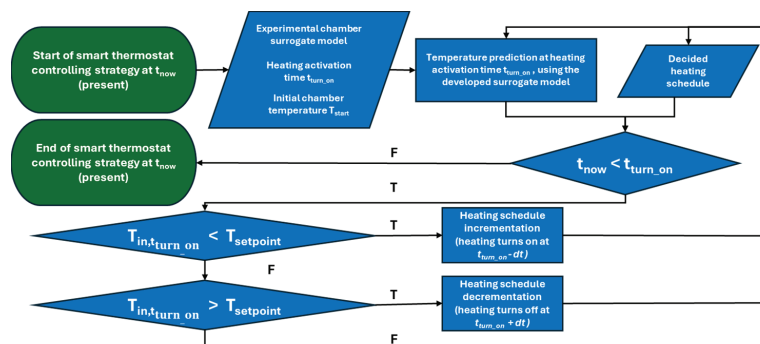 Start of smart thermostat
controlling strategy at tnow
(present)
Experimental chamber
surrogate model
Heating activation
time tturn_on
Initial chamber
temperature Tstart
Temperature prediction at heating
activation time tturn_on, using the
developed surrogate model
Decided
heating
schedule
End of smart thermostat
controlling strategy at tnow
(present)
F
tnow < tturn_on
T
Tin,tturn_on < Tsetpoint
T
Heating schedule
incrementation
(heating turns on at
tturn_on - dt)
F
Tin,tturn_on > Tsetpoint
T
Heating schedule
decrementation
(heating turns off at
tturn_on + dt)
F